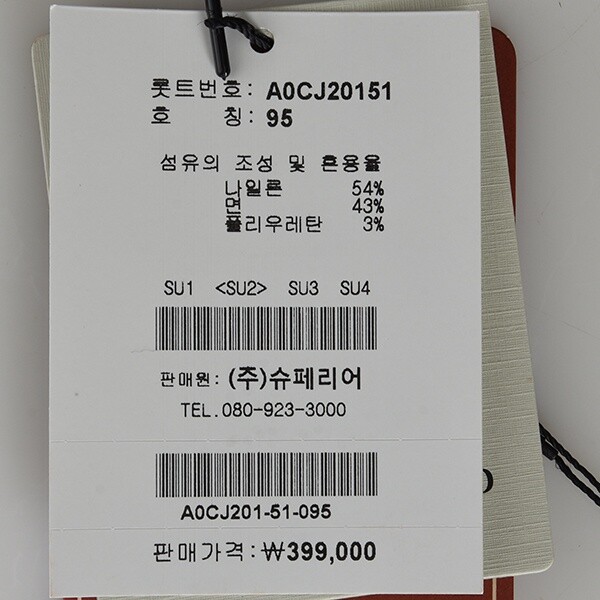 롯트번호: A0CJ20151
호 칭: 95
섬유의 조성 및 혼용율
나일론 54%
면 43%
폴리우레탄 3%
SU1 <SU2> SU3 SU4
판매원: (주)슈페리어
TEL.080-923-3000
A0CJ201-51-095
판매가격:₩399,000